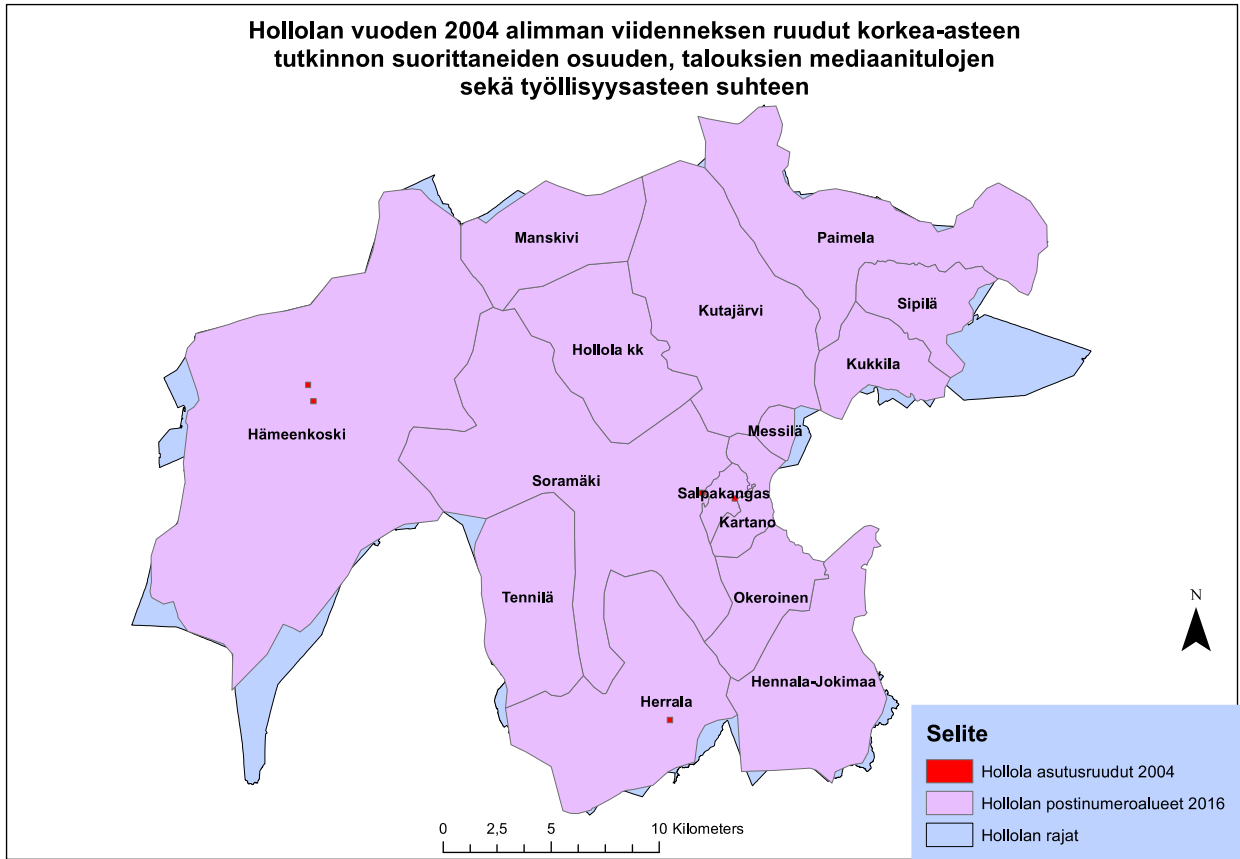 Hollolan vuoden 2004 alimman viidenneksen ruudut korkea-asteen
tutkinnon suorittaneiden osuuden, talouksien mediaanitulojen
sekä työllisyysasteen suhteen
Manskivi
Paimela
Sipilä
Kutajärvi
Hollola kk
Kukkila
Hämeenkoski
Messilä
Soramäki
Salpakangas
Kartano
Tennilä
Okeroinen
Hennala-Jokimaa
Herrala
N
Selite
Hollola asutusruudut 2004
Hollolan postinumeroalueet 2016
Hollolan rajat
0 2,5 5 10 Kilometers